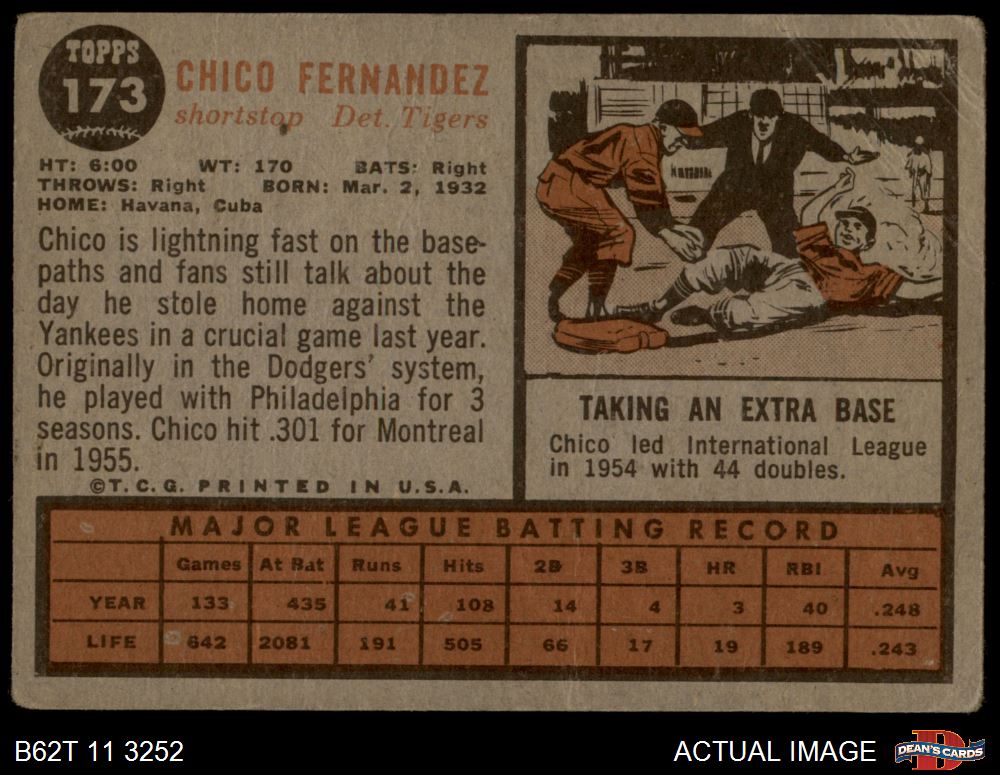 TOPPS
173
CHICO FERNANDEZ
shortstop Det. Tigers
HT: 6:00 WT: 170 BATS: Right
THROWS: Right BORN: Mar. 2, 1932
HOME: Havana, Cuba
Chico is lightning fast on the base-
paths and fans still talk about the
day he stole home against the
Yankees in a crucial game last year.
Originally in the Dodgers' system,
he played with Philadelphia for 3
seasons. Chico hit .301 for Montreal
in 1955.
©T.C.G. PRINTED IN U.S.A.
TAKING AN EXTRA BASE
Chico led International League
in 1954 with 44 doubles.
MAJOR LEAGUE BATTING RECORD
Games At Bat Runs Hits 2B 3B HR RBI Avg
YEAR 133 435 41 108 14 4 3 40 .248
LIFE 642 2081 191 505 66 17 19 189 .243
B62T 11 3252
ACTUAL IMAGE
DEAN'S CARDS